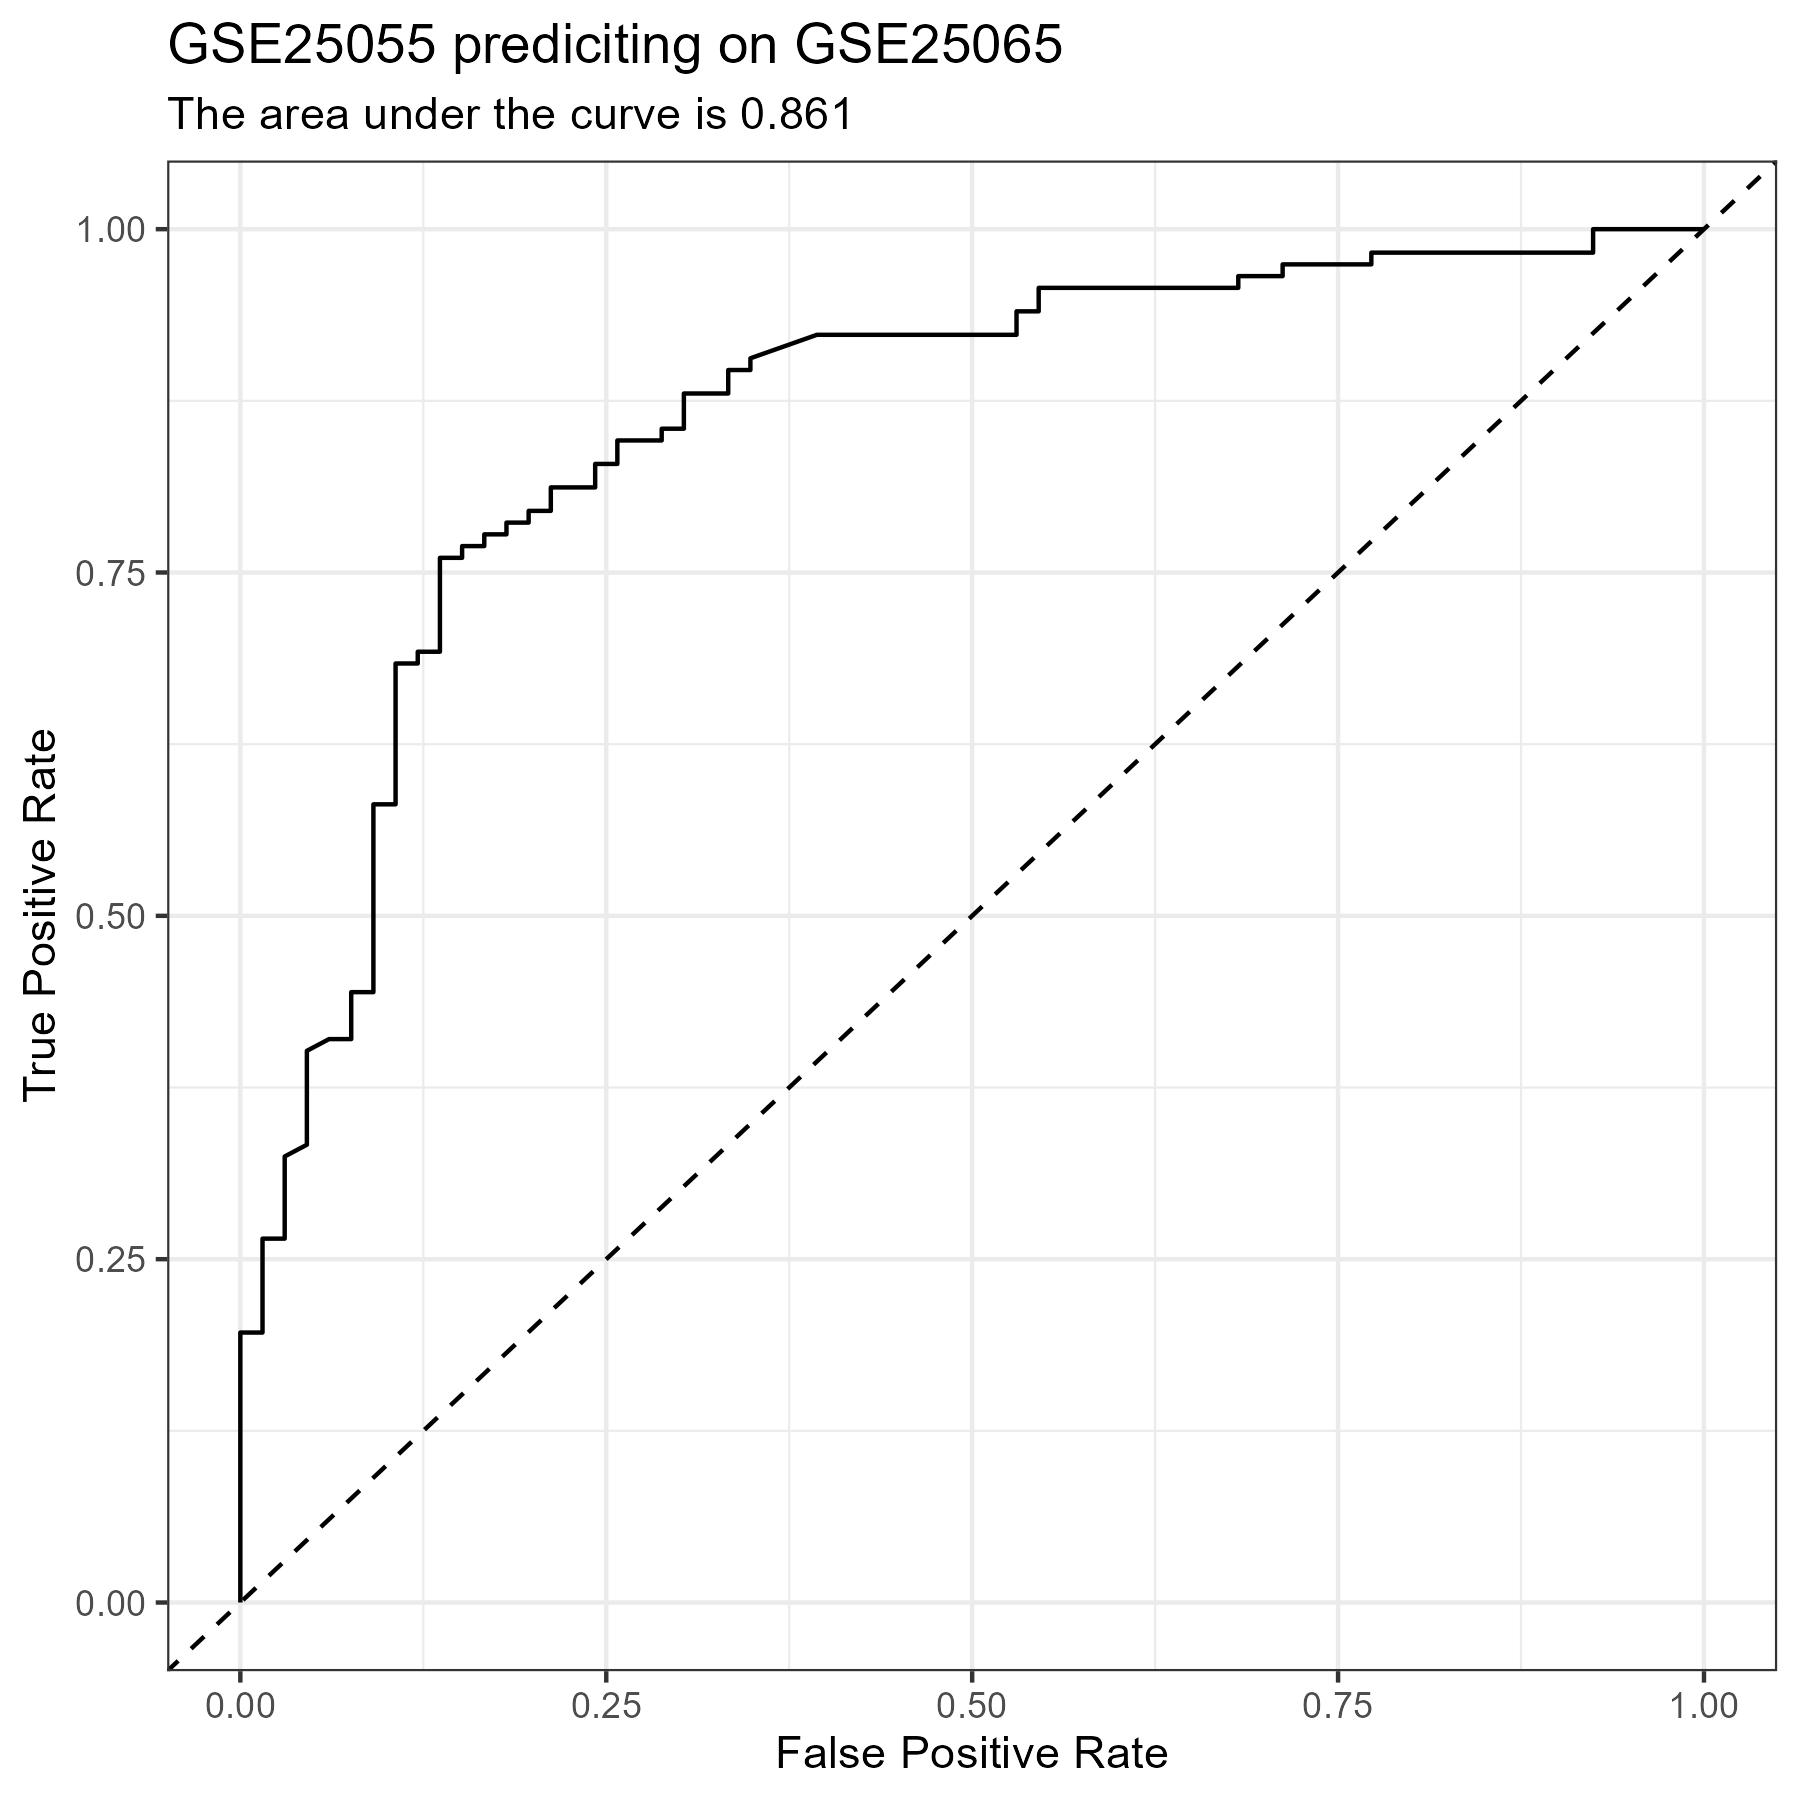 GSE25055 prediciting on GSE25065
The area under the curve is 0.861
1.00
0.75
0.50
0.25
0.00
True Positive Rate
0.00 0.25 0.50 0.75 1.00
False Positive Rate